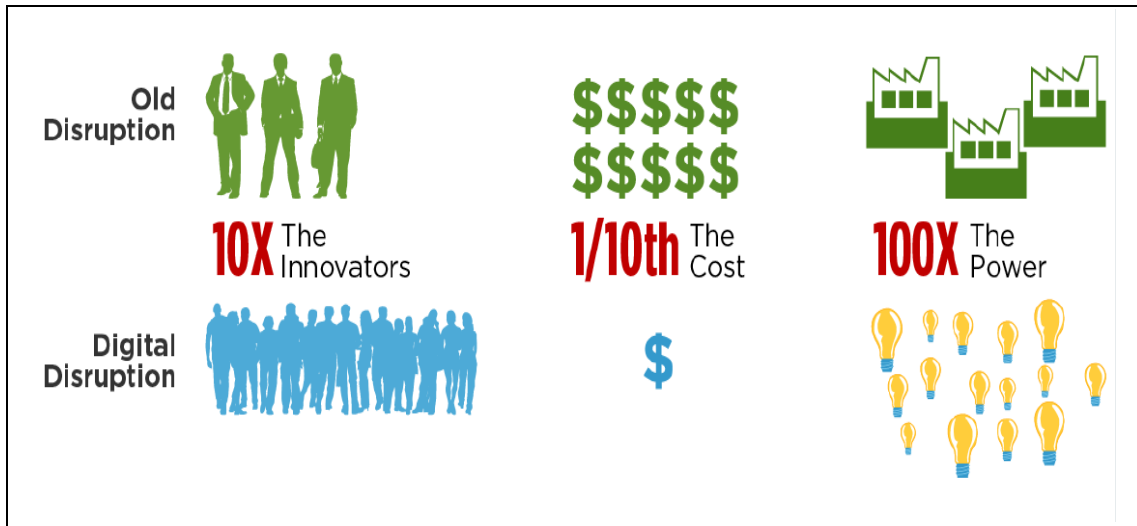 Old
Disruption
$$$$$
$$$$$
10X The
Innovators
1/10th The
Cost
100X The
Power
Digital
Disruption
$